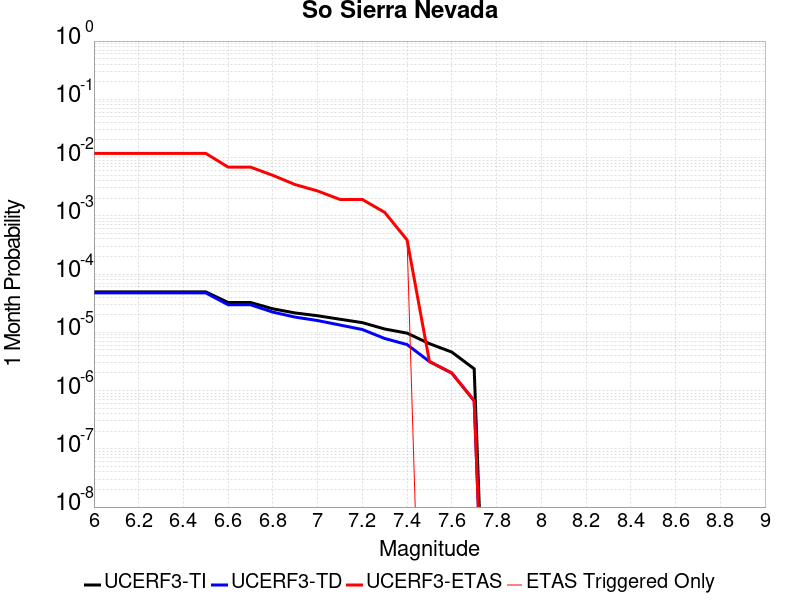 So Sierra Nevada
10^0
10^-1
10^-2
10^-3
10^-4
10^-5
10^-6
10^-7
10^-8
1 Month Probability
6 6.2 6.4 6.6 6.8 7 7.2 7.4 7.6 7.8 8 8.2 8.4 8.6 8.8 9
Magnitude
UCERF3-TI UCERF3-TD UCERF3-ETAS ETAS Triggered Only